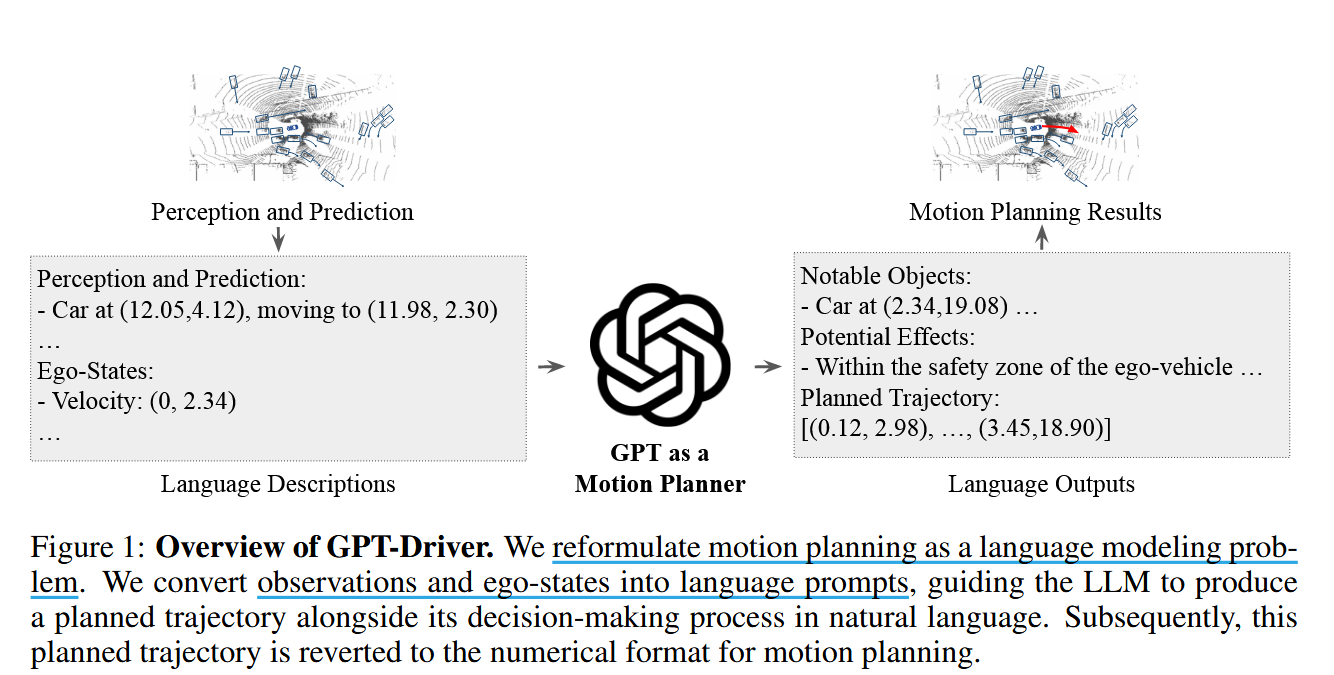 Perception and Prediction
Perception and Prediction:
- Car at (12.05,4.12), moving to (11.98, 2.30)
…
Ego-States:
- Velocity: (0, 2.34)
…
Language Descriptions
GPT as a
Motion Planner
Motion Planning Results
Notable Objects:
- Car at (2.34,19.08) …
Potential Effects:
- Within the safety zone of the ego-vehicle …
Planned Trajectory:
[(0.12, 2.98), …, (3.45,18.90)]
Language Outputs
Figure 1: Overview of GPT-Driver. We reformulate motion planning as a language modeling prob-
lem. We convert observations and ego-states into language prompts, guiding the LLM to produce
a planned trajectory alongside its decision-making process in natural language. Subsequently, this
planned trajectory is reverted to the numerical format for motion planning.